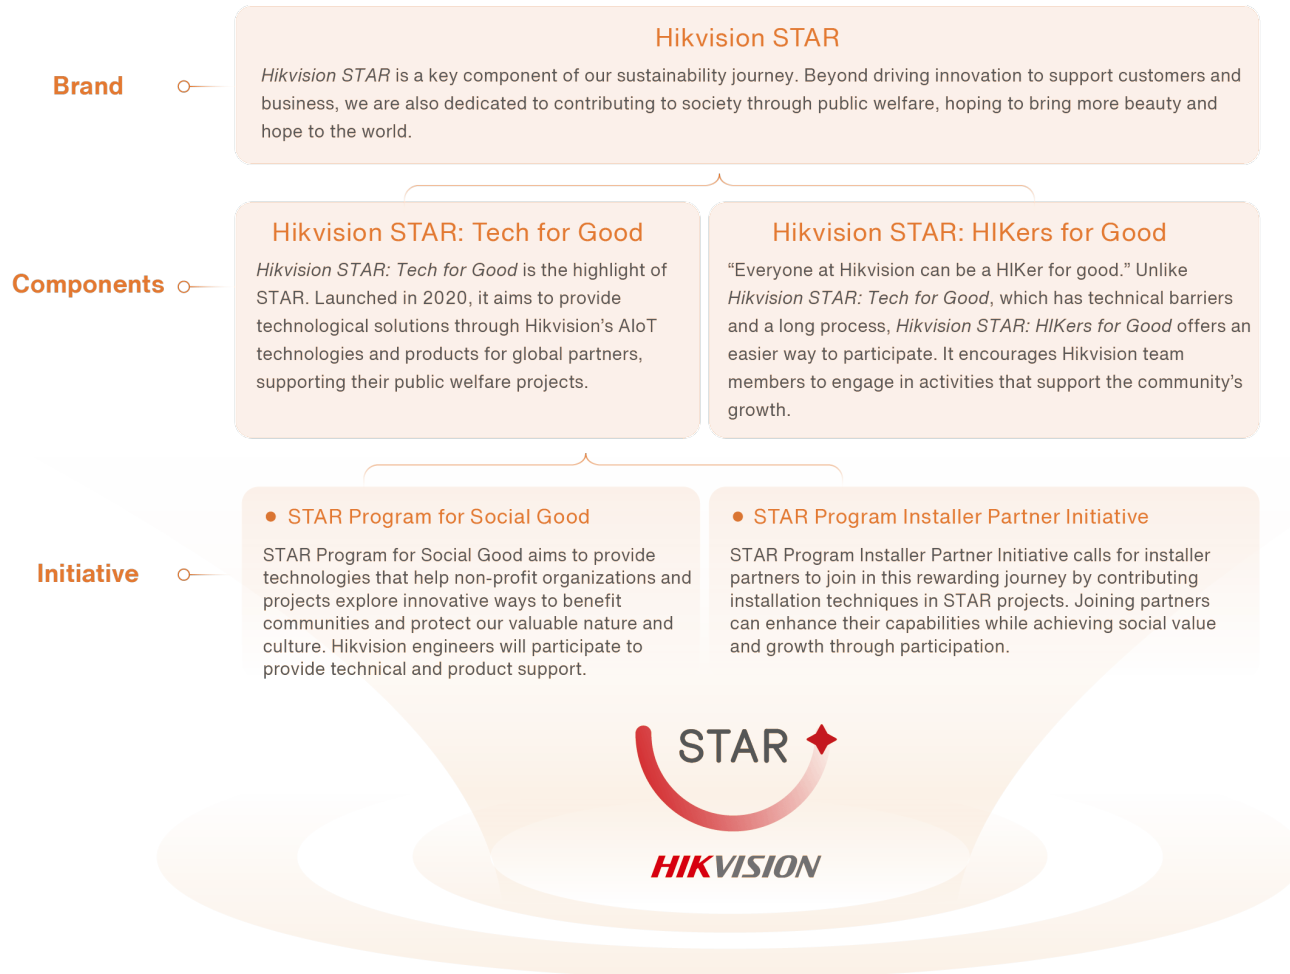 Hikvision STAR
Brand
Hikvision STAR is a key component of our sustainability journey. Beyond driving innovation to support customers and
business, we are also dedicated to contributing to society through public welfare, hoping to bring more beauty and
hope to the world.
Components
Hikvision STAR: Tech for Good
Hikvision STAR: Tech for Good is the highlight of
STAR. Launched in 2020, it aims to provide
technological solutions through Hikvision’s AIoT
technologies and products for global partners,
supporting their public welfare projects.
Hikvision STAR: HIKers for Good
“Everyone at Hikvision can be a HIKer for good.” Unlike
Hikvision STAR: Tech for Good, which has technical barriers
and a long process, Hikvision STAR: HIKers for Good offers an
easier way to participate. It encourages Hikvision team
members to engage in activities that support the community’s
growth.
Initiative
• STAR Program for Social Good
STAR Program for Social Good aims to provide
technologies that help non-profit organizations and
projects explore innovative ways to benefit
communities and protect our valuable nature and
culture. Hikvision engineers will participate to
provide technical and product support.
• STAR Program Installer Partner Initiative
STAR Program Installer Partner Initiative calls for installer
partners to join in this rewarding journey by contributing
installation techniques in STAR projects. Joining partners
can enhance their capabilities while achieving social value
and growth through participation.
STAR
HIKVISION